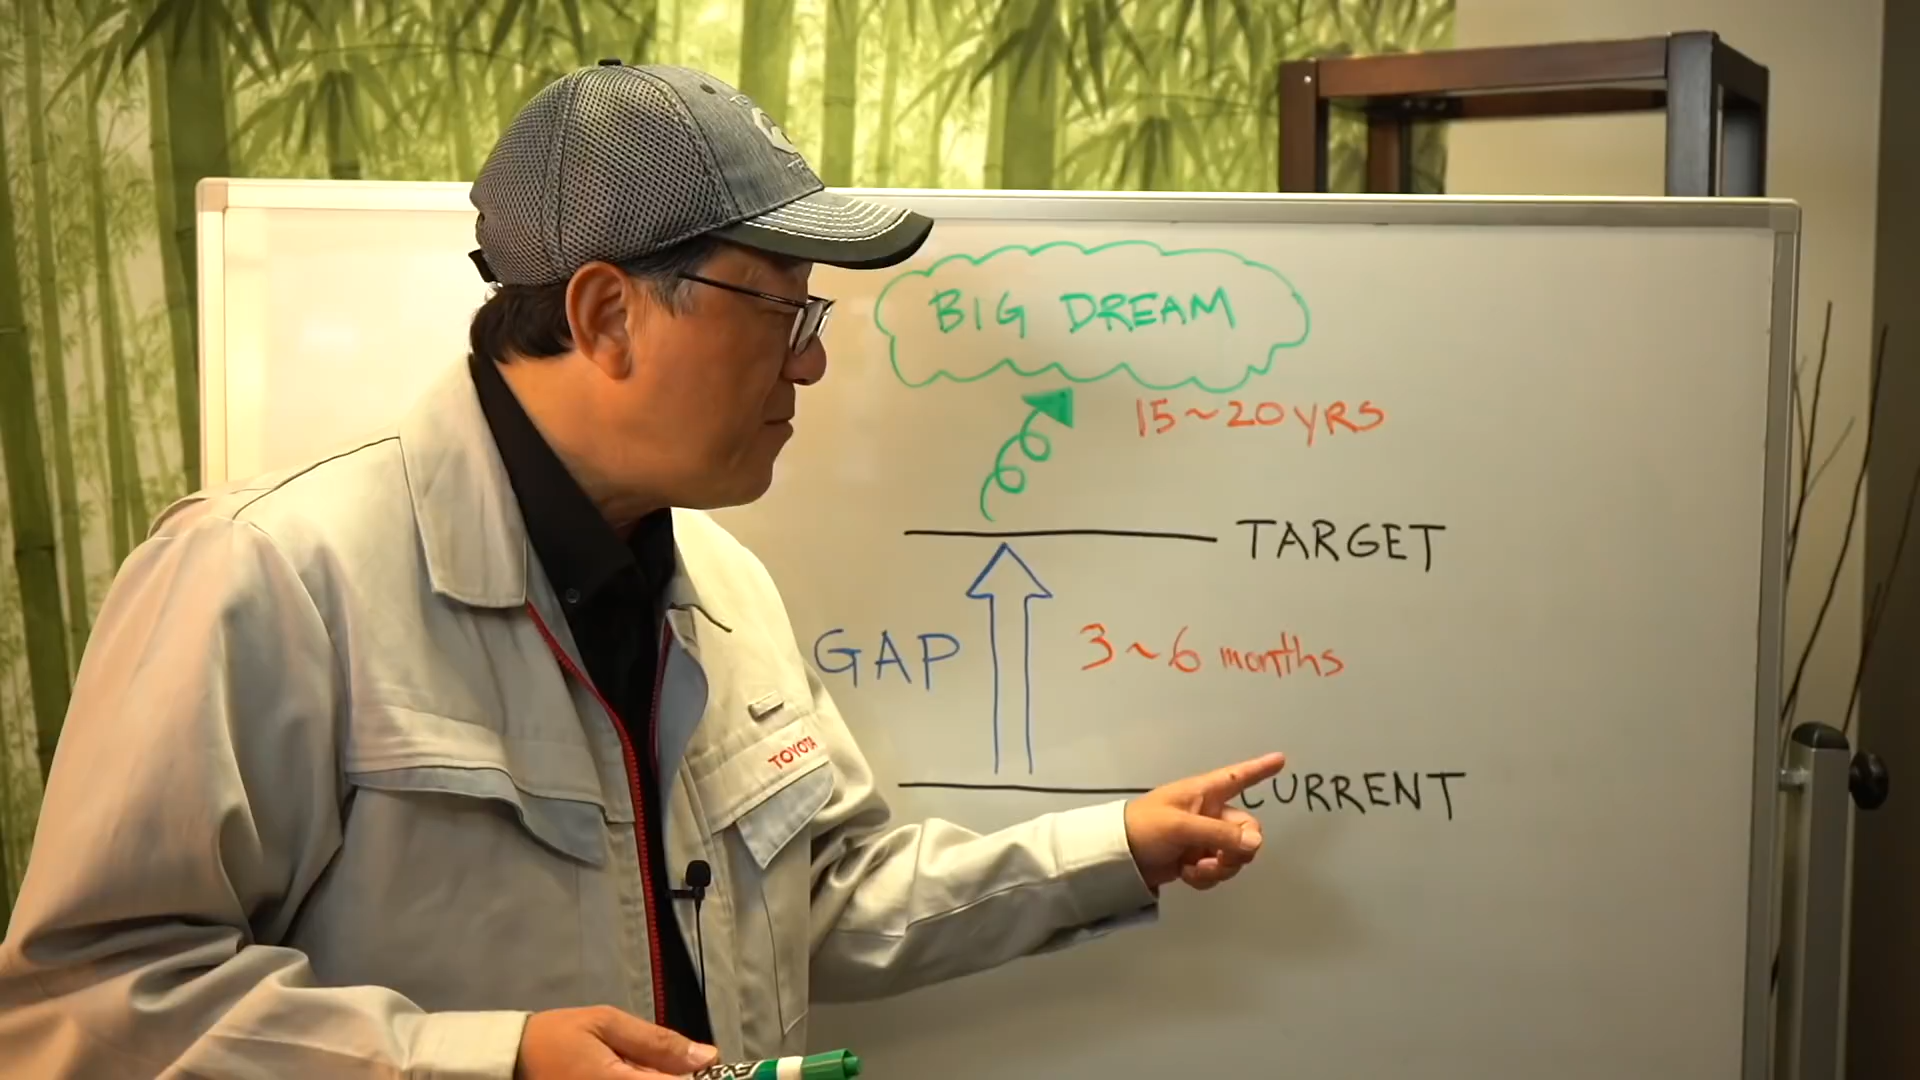 BIG DREAM
15~20 YRS
TARGET
GAP
3~6 months
CURRENT
TOYOTA